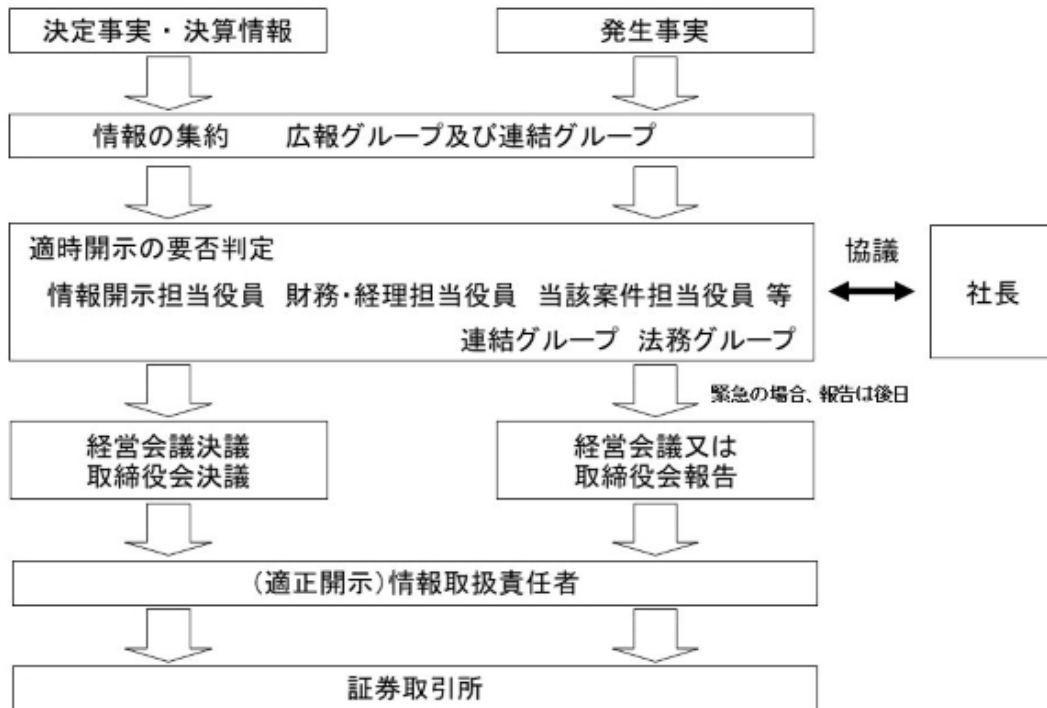 決定事実・決算情報
発生事実
情報の集約　　広報グループ及び連結グループ
適時開示の要否判定
情報開示担当役員　財務・経理担当役員　当該案件担当役員 等
連結グループ　法務グループ
協議
社長
緊急の場合、報告は後日
経営会議決議
取締役会決議
経営会議又は
取締役会報告
（適正開示）情報取扱責任者
証券取引所